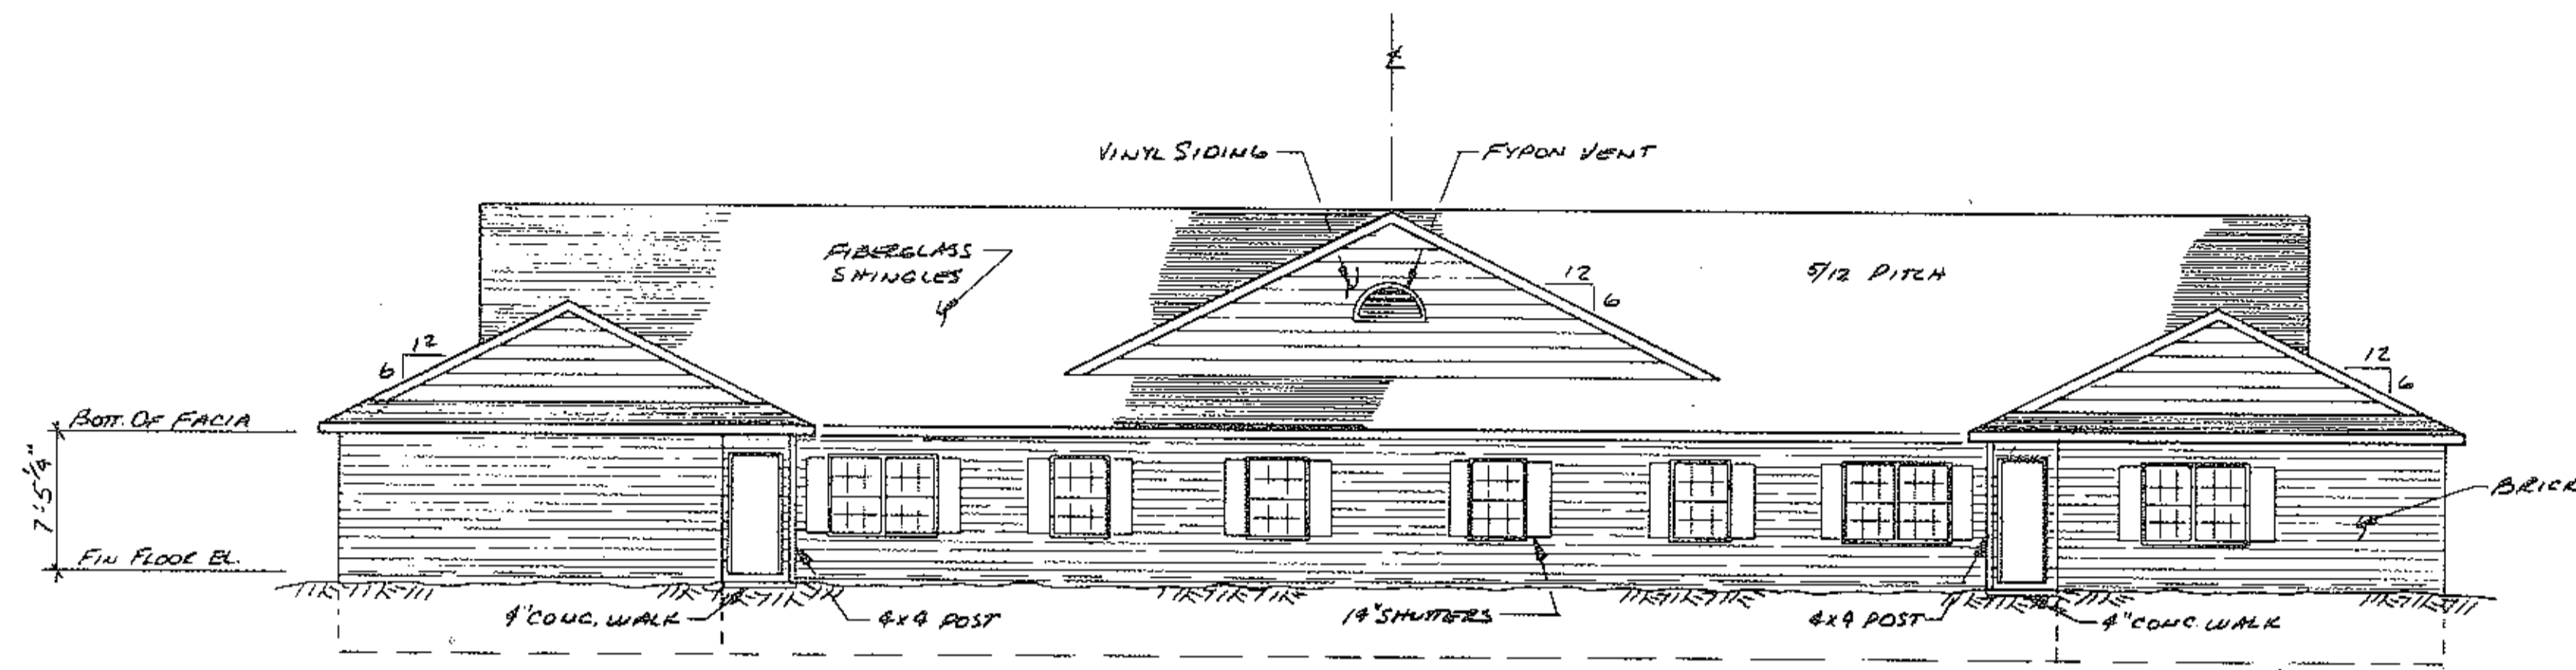 ℄
VINYL SIDING
FYPON VENT
FIBERGLASS
SHINGLES
12
6
5/12 PITCH
12
6
12
6
BOTT. OF FACIA
7'-5 1/4"
BRICK
FIN FLOOR EL.
4" CONC. WALK
4x4 POST
14" SHUTTERS
4x4 POST
4" CONC. WALK